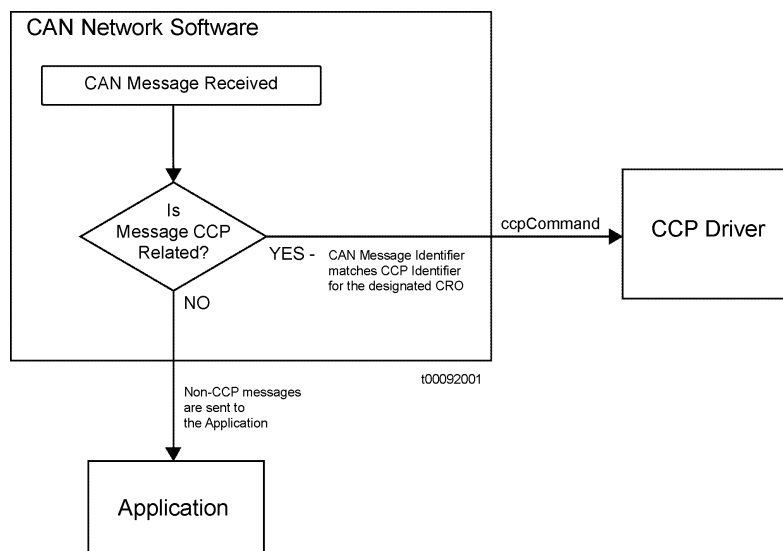 CAN Network Software
CAN Message Received
Is
Message CCP
Related?
YES -
CAN Message Identifier
matches CCP Identifier
for the designated CRO
ccpCommand
CCP Driver
NO
t00092001
Non-CCP messages
are sent to
the Application
Application